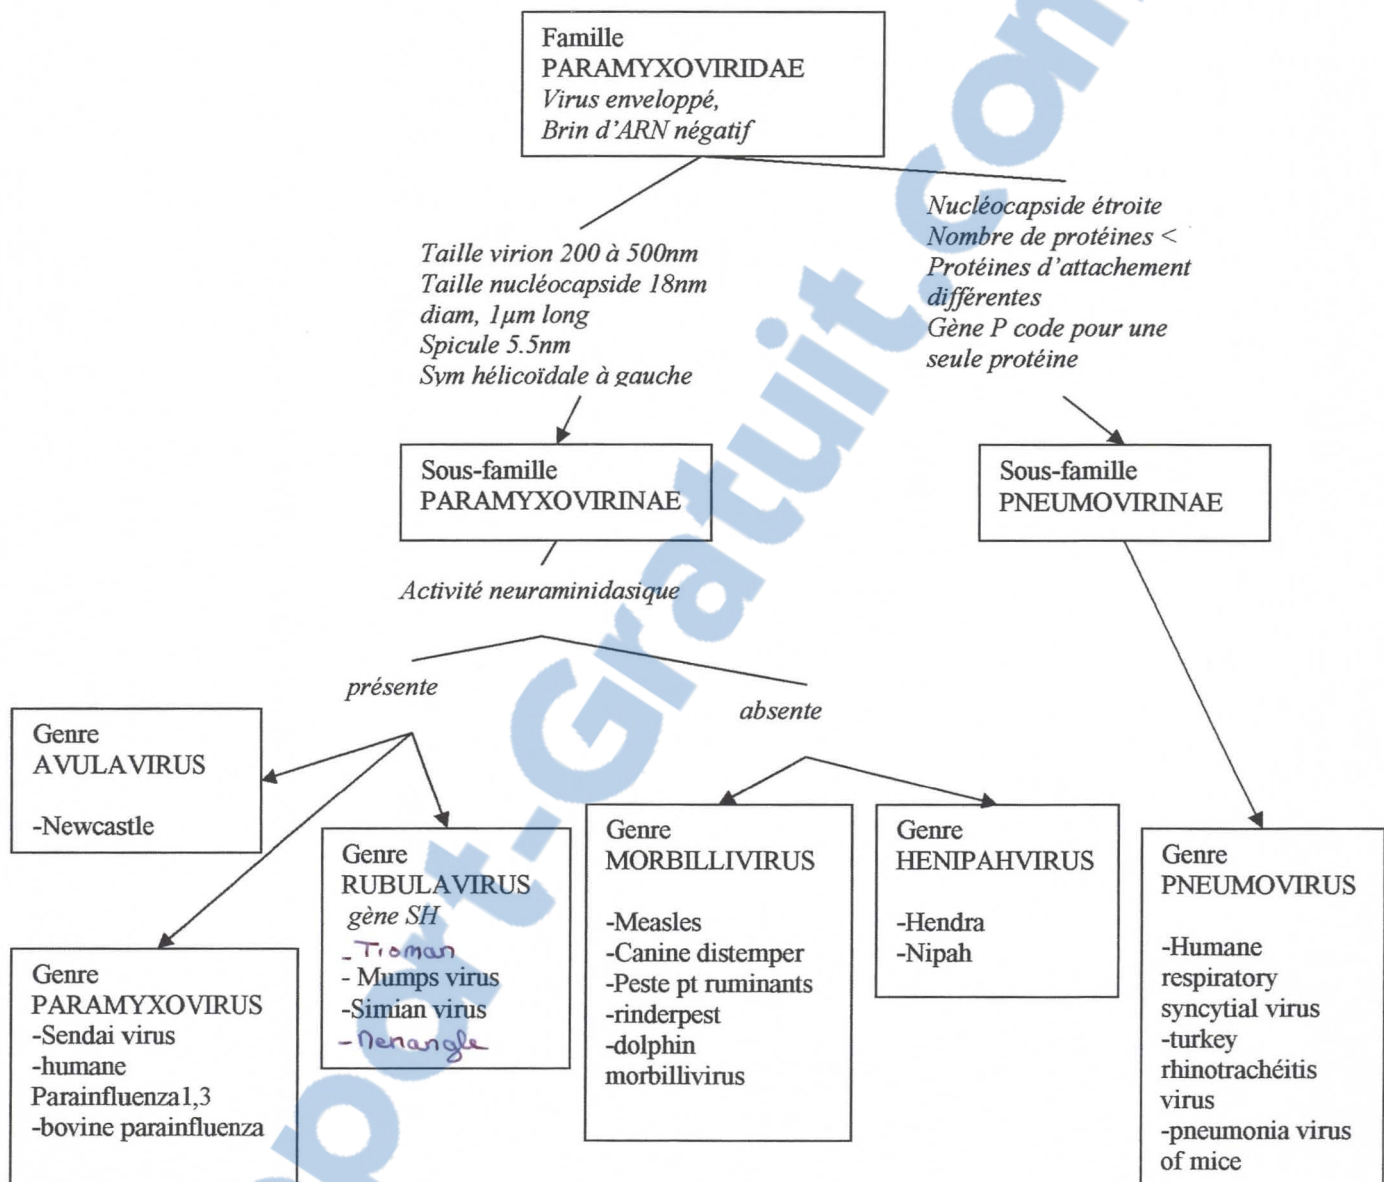 Famille
PARAMYXOVIRIDAE
Virus enveloppé,
Brin d'ARN négatif
Taille virion 200 à 500nm
Taille nucléocapside 18nm
diam, 1µm long
Spicule 5.5nm
Sym hélicoïdale à gauche
Nucléocapside étroite
Nombre de protéines <
Protéines d'attachement
différentes
Gène P code pour une
seule protéine
Sous-famille
PARAMYXOVIRINAE
Sous-famille
PNEUMOVIRINAE
Activité neuraminidasique
présente
absente
Genre
AVULAVIRUS
-Newcastle
Genre
PARAMYXOVIRUS
-Sendai virus
-humane
Parainfluenza1,3
-bovine parainfluenza
Genre
RUBULAVIRUS
gène SH
- Tioman
- Mumps virus
-Simian virus
- Menangle
Genre
MORBILLIVIRUS
-Measles
-Canine distemper
-Peste pt ruminants
-rinderpest
-dolphin
morbillivirus
Genre
HENIPAHVIRUS
-Hendra
-Nipah
Genre
PNEUMOVIRUS
-Humane
respiratory
syncytial virus
-turkey
rhinotrachéitis
virus
-pneumonia virus
of mice
port-Gratuit.com